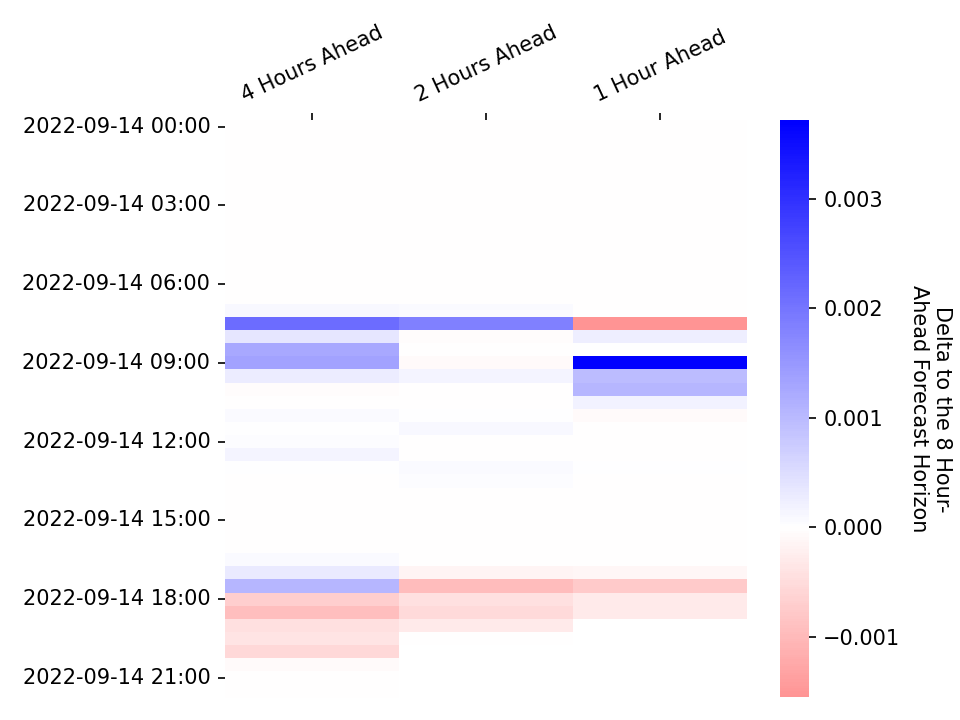 4 Hours Ahead
2 Hours Ahead
1 Hour Ahead
2022-09-14 00:00
2022-09-14 03:00
2022-09-14 06:00
2022-09-14 09:00
2022-09-14 12:00
2022-09-14 15:00
2022-09-14 18:00
2022-09-14 21:00
0.003
0.002
0.001
0.000
−0.001
Delta to the 8 Hour-
Ahead Forecast Horizon